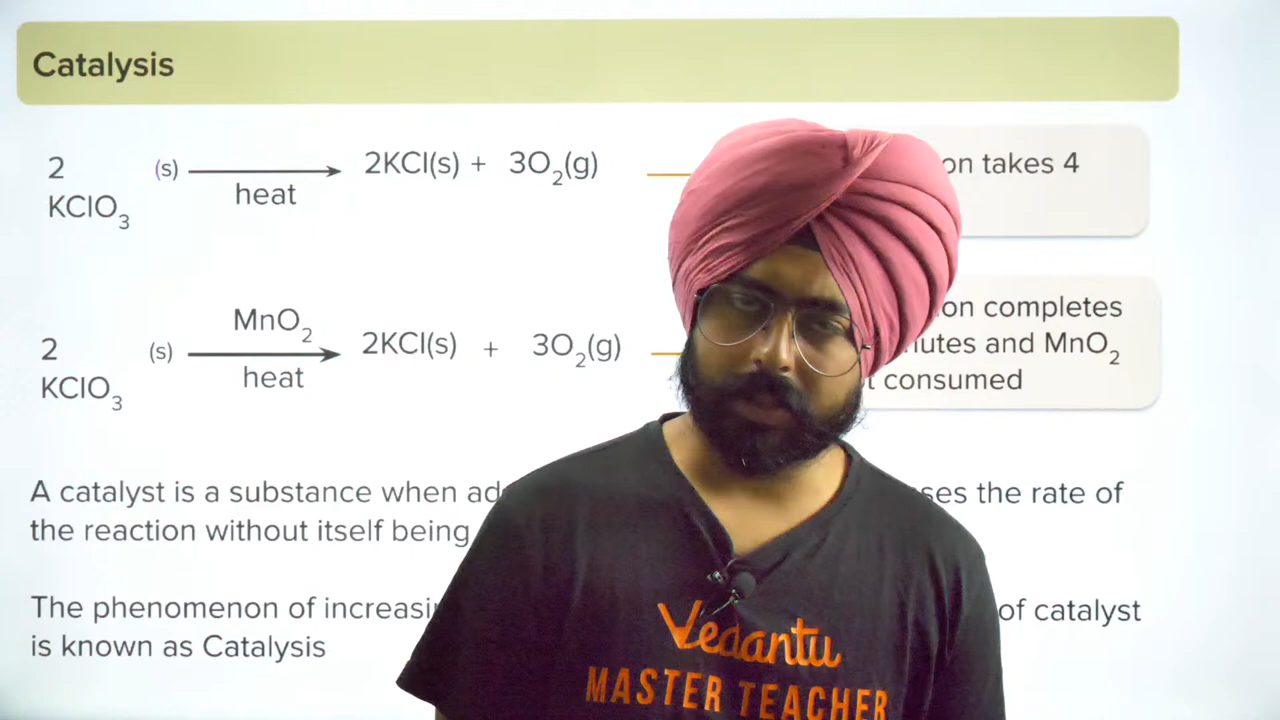 Catalysis
2 (s) heat 2KCl(s) + 3O₂(g)
KClO₃
on takes 4
2 (s) MnO₂ heat 2KCl(s) + 3O₂(g)
KClO₃
on completes
utes and MnO₂
consumed
A catalyst is a substance when ad ses the rate of
the reaction without itself being
The phenomenon of increasi of catalyst
is known as Catalysis
Vedantu
MASTER TEACHER